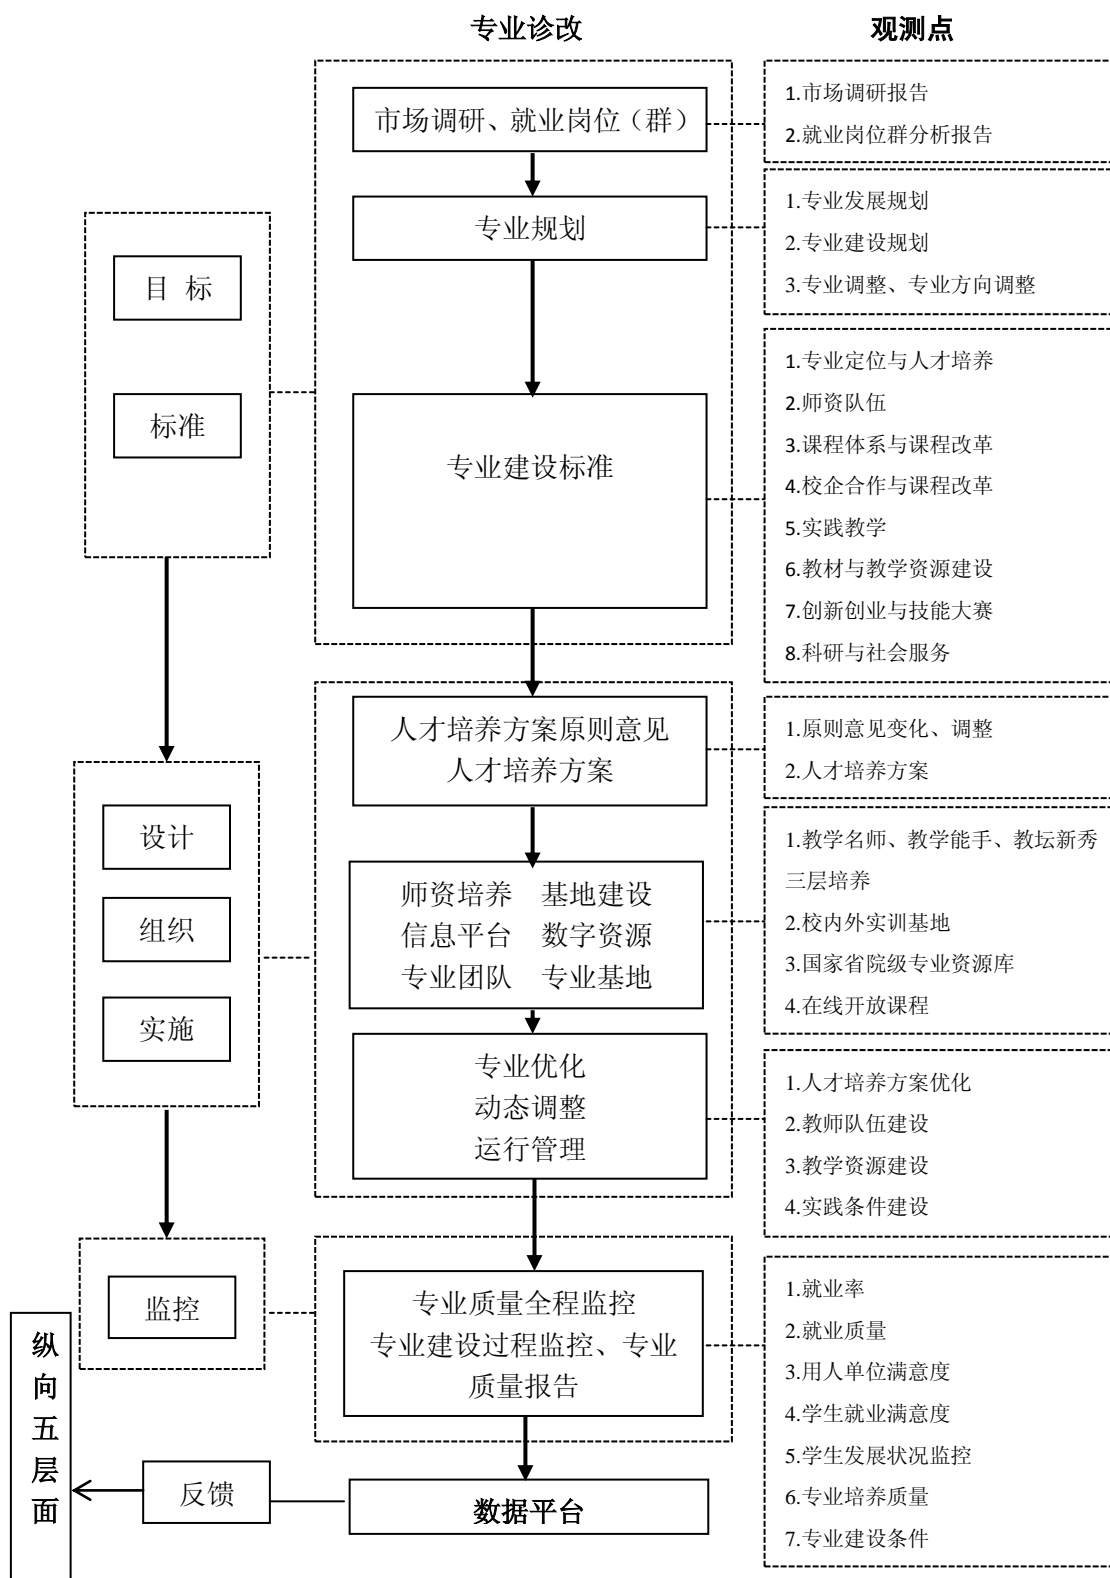 专业诊改
观测点
市场调研、就业岗位（群）
1.市场调研报告
2.就业岗位群分析报告
专业规划
1.专业发展规划
2.专业建设规划
3.专业调整、专业方向调整
目 标
标准
专业建设标准
1.专业定位与人才培养
2.师资队伍
3.课程体系与课程改革
4.校企合作与课程改革
5.实践教学
6.教材与教学资源建设
7.创新创业与技能大赛
8.科研与社会服务
人才培养方案原则意见
人才培养方案
1.原则意见变化、调整
2.人才培养方案
设计
组织
实施
师资培养 基地建设
信息平台 数字资源
专业团队 专业基地
1.教学名师、教学能手、教坛新秀
三层培养
2.校内外实训基地
3.国家省院级专业资源库
4.在线开放课程
专业优化
动态调整
运行管理
1.人才培养方案优化
2.教师队伍建设
3.教学资源建设
4.实践条件建设
监控
专业质量全程监控
专业建设过程监控、专业
质量报告
1.就业率
2.就业质量
3.用人单位满意度
4.学生就业满意度
5.学生发展状况监控
6.专业培养质量
7.专业建设条件
纵
向
五
层
面
反馈
数据平台